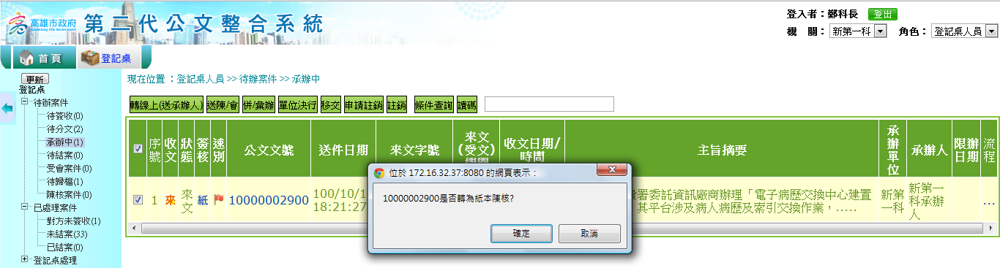 高雄市政府
Kaohsiung City Government
第二代公文整合系統
登入者：鄭科長 登出
機 關： 新第一科 角色： 登記桌人員
首頁 登記桌
更新
登記桌
待辦案件
待簽收(0)
待分文(2)
承辦中(1)
待結案(0)
受會案件(0)
待歸檔(1)
陳核案件(0)
已處理案件
對方未簽收(1)
未結案(33)
已結案(0)
登記桌處理
現在位置：登記桌人員 >> 待辦案件 >> 承辦中
轉線上(送承辦人) 送陳/會 併/彙辦 單位決行 移交 申請註銷 註銷 條件查詢 讀碼
序號 收文 狀態 簽核 速別 公文文號 送件日期 來文字號 來文(受文) 收文日期/時間 主旨摘要 承辦單位 承辦人 限辦日期 流程
1 來 來文 紙 10000002900 100/10/1
18:21:27
署委託資訊廠商辦理「電子病歷交換中心建置
其平台涉及病人病歷及索引交換作業，.....
新第一科 新第一科承辦人 ...
位於 172.16.32.37:8080 的網頁表示：
10000002900是否轉為紙本陳核?
確定 取消